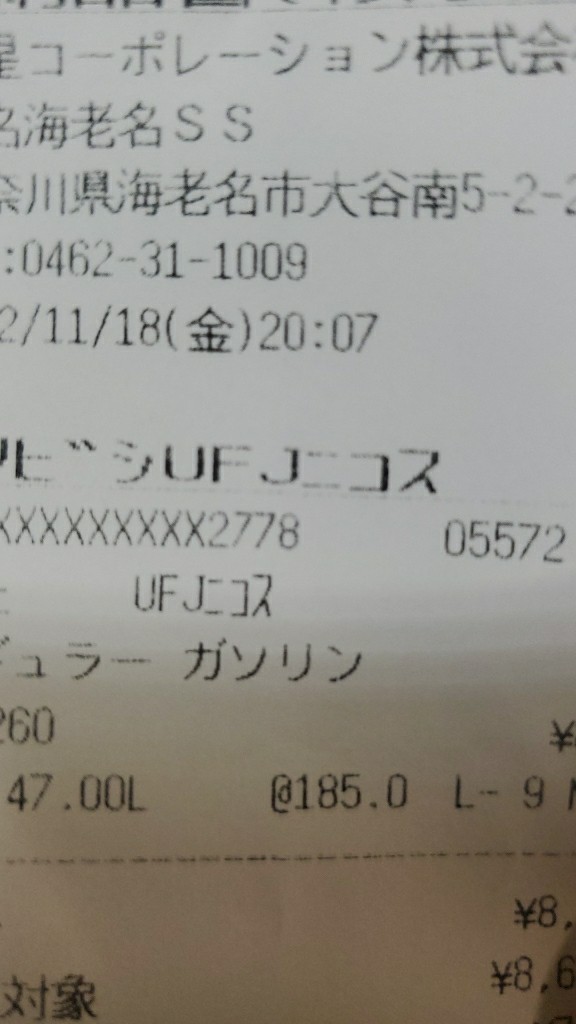 星コーポレーション株式会
名海老名SS
奈川県海老名市大谷南5-2-2
:0462-31-1009
2/11/18(金)20:07
ビシUFJニコス
XXXXXXXXX2778 05572
UFJニコス
ギュラー ガソリン
260 ¥
47.00L @185.0 L- 9
¥8,
対象 ¥8,6